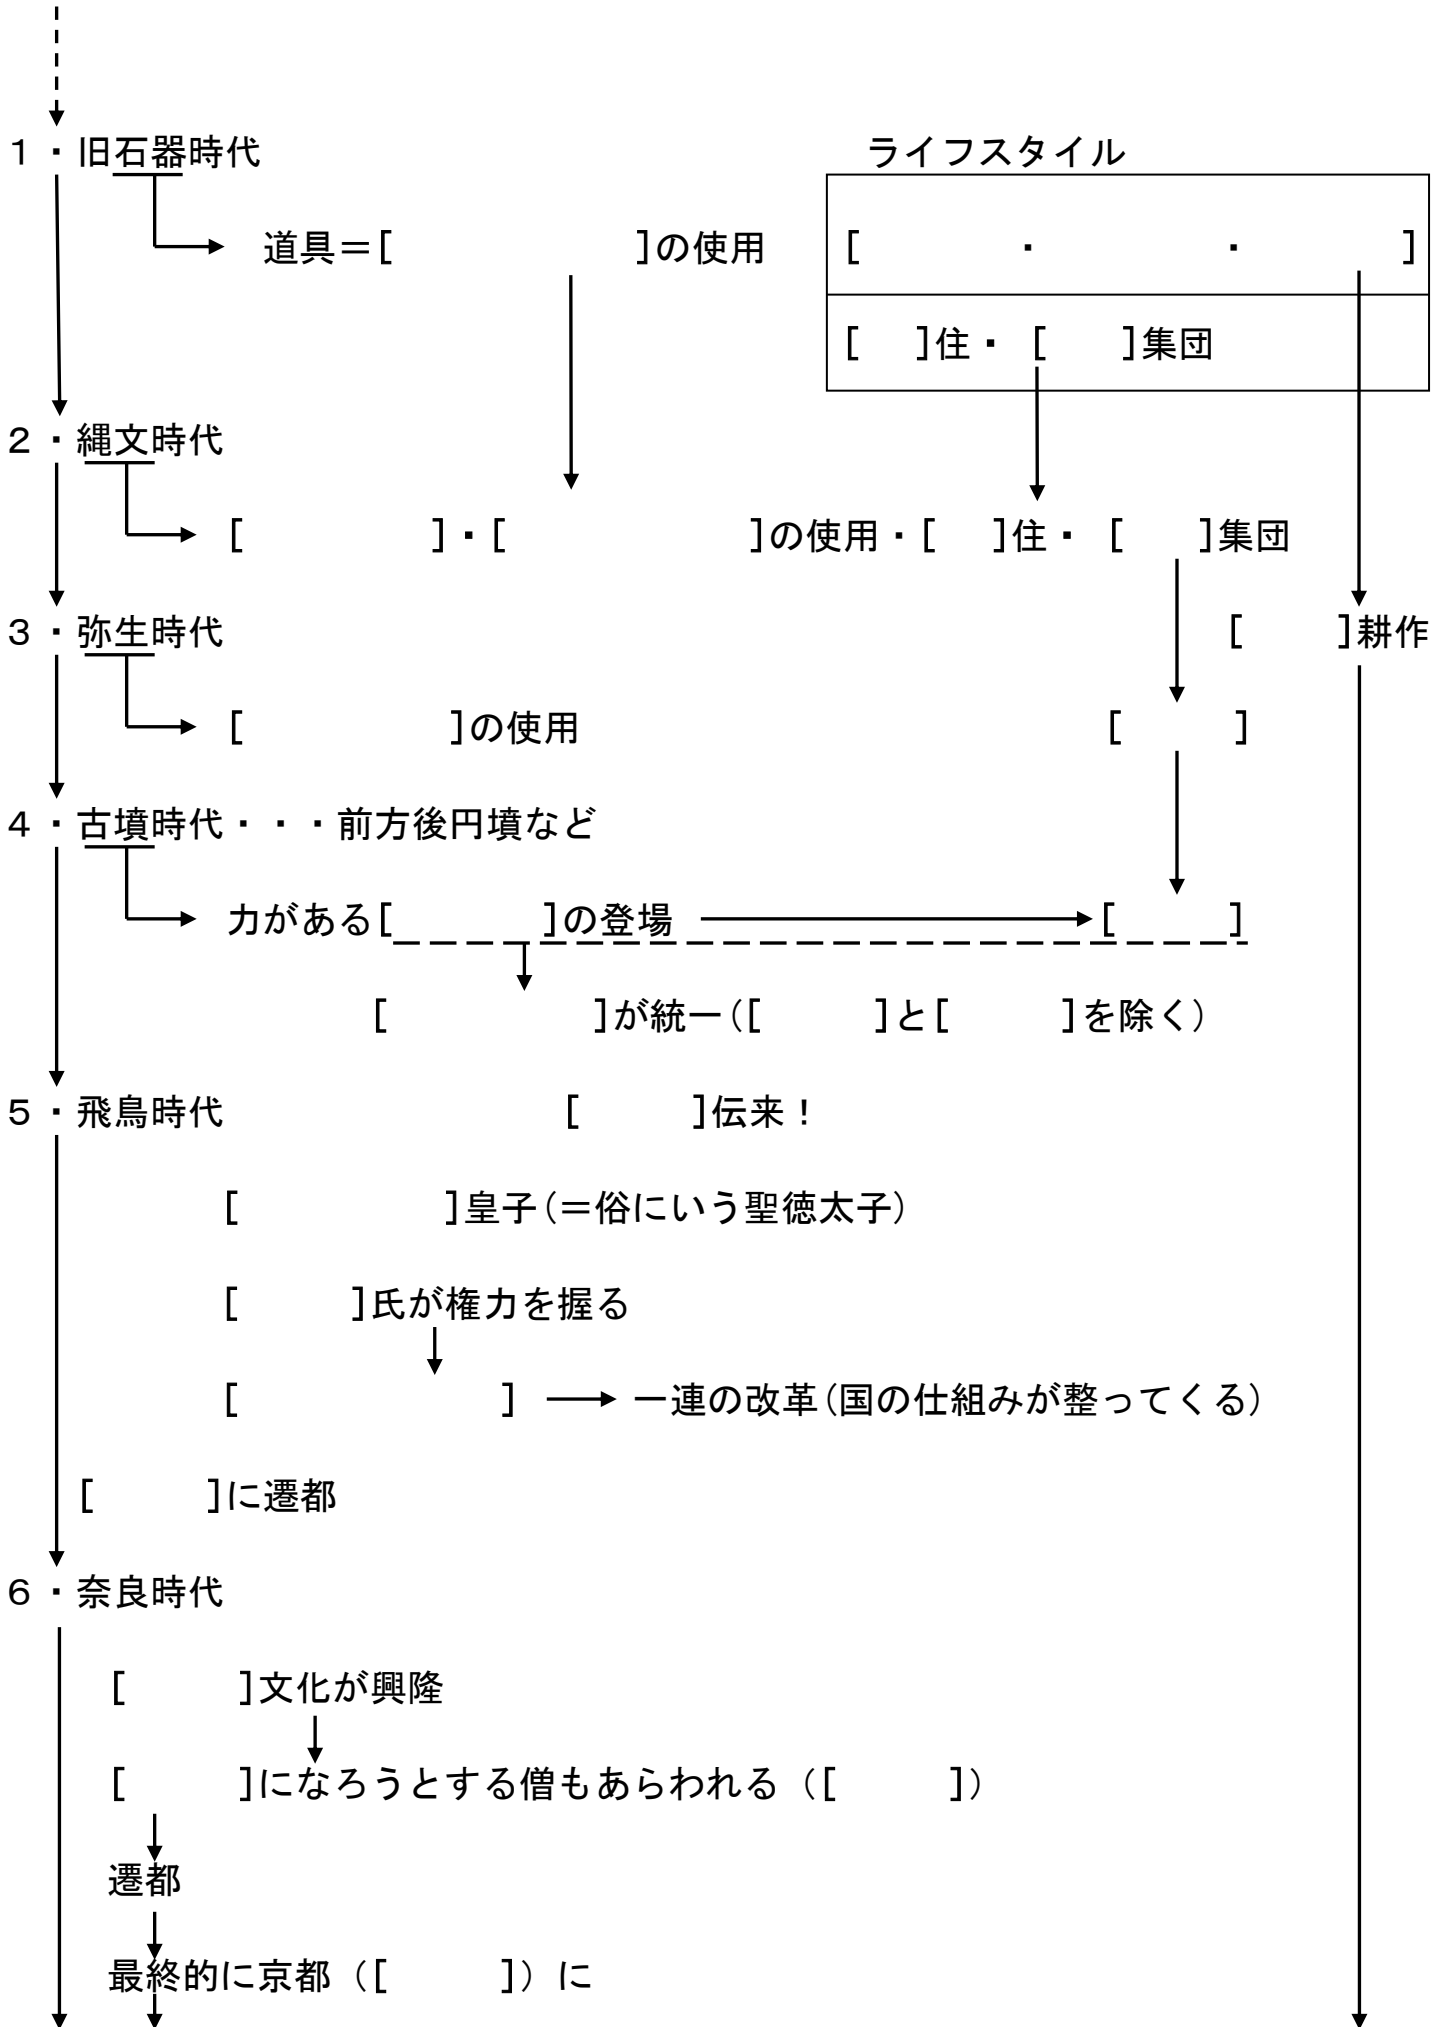 1・旧石器時代
ライフスタイル
道具＝[　　　]の使用
[　　・　　・　　]
[　]住・[　]集団
2・縄文時代
[　　]・[　　]の使用・[　]住・[　]集団
3・弥生時代
[　　]耕作
[　　]の使用
[　　]
4・古墳時代・・・前方後円墳など
力がある[　　]の登場
[　　]
[　　]が統一([　　]と[　　]を除く)
5・飛鳥時代
[　　]伝来！
[　　]皇子(＝俗にいう聖徳太子)
[　　]氏が権力を握る
[　　]
一連の改革(国の仕組みが整ってくる)
[　　]に遷都
6・奈良時代
[　　]文化が興隆
[　　]になろうとする僧もあらわれる（[　　]）
遷都
最終的に京都（[　　]）に